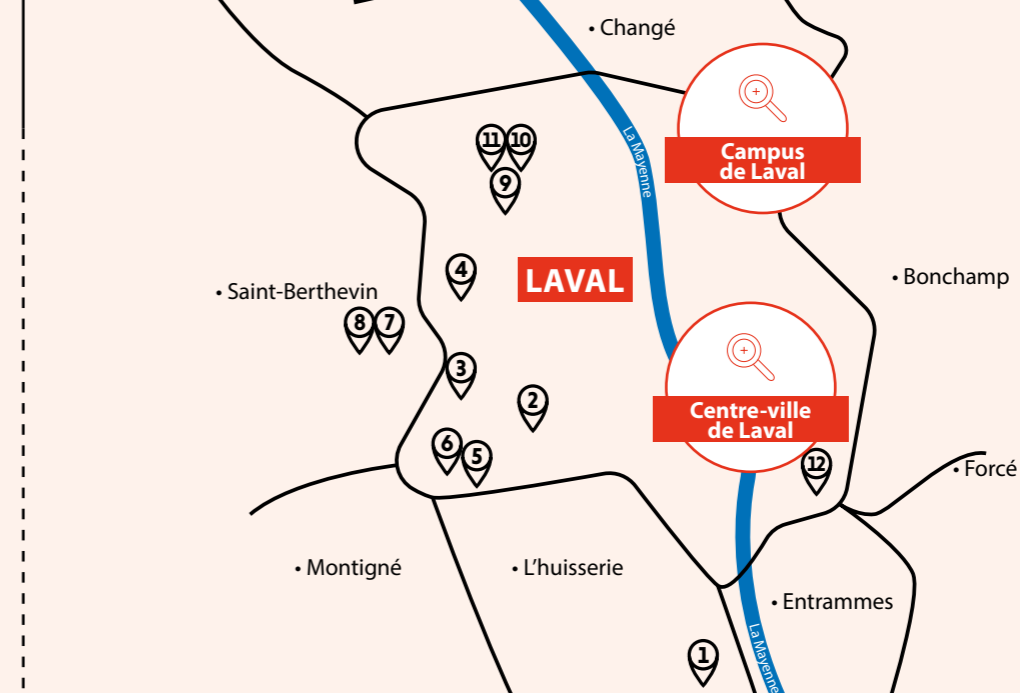 • Changé
La Mayenne
11 10
9
Campus
de Laval
4
LAVAL
• Bonchamp
• Saint-Berthevin
8 7
3
2
Centre-ville
de Laval
6 5
12
• Forcé
• Montigné
• L'huisserie
• Entrammes
La Mayenne
1